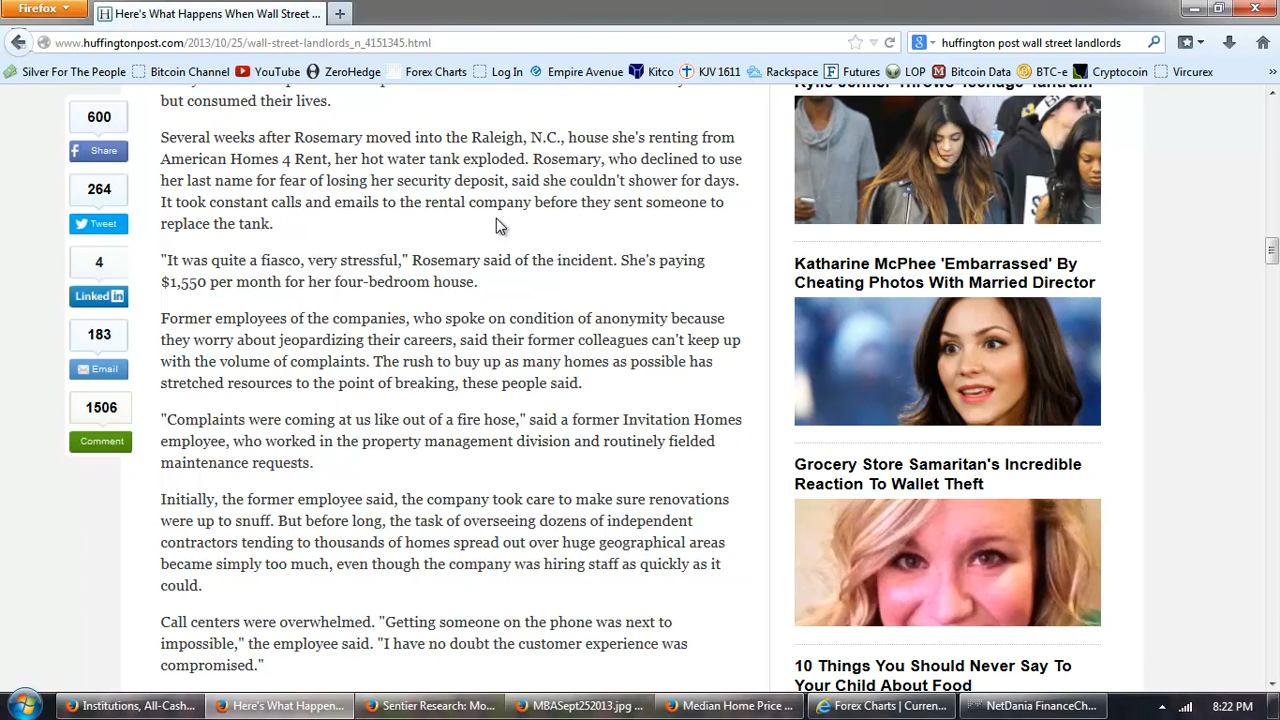 Firefox
Here's What Happens When Wall Street ...
www.huffingtonpost.com/2013/10/25/wall-street-landlords_n_4151345.html
huffington post wall street landlords
Silver For The People
Bitcoin Channel
YouTube
ZeroHedge
Forex Charts
Log In
Empire Avenue
Kitco
KJV 1611
Rackspace
Futures
LOP
Bitcoin Data
BTC-e
Cryptocoin
Vircurex
»
600
Share
264
Tweet
4
Linked in
183
Email
1506
Comment
but consumed their lives.
Several weeks after Rosemary moved into the Raleigh, N.C., house she's renting from
American Homes 4 Rent, her hot water tank exploded. Rosemary, who declined to use
her last name for fear of losing her security deposit, said she couldn't shower for days.
It took constant calls and emails to the rental company before they sent someone to
replace the tank.
"It was quite a fiasco, very stressful," Rosemary said of the incident. She's paying
$1,550 per month for her four-bedroom house.
Former employees of the companies, who spoke on condition of anonymity because
they worry about jeopardizing their careers, said their former colleagues can't keep up
with the volume of complaints. The rush to buy up as many homes as possible has
stretched resources to the point of breaking, these people said.
"Complaints were coming at us like out of a fire hose," said a former Invitation Homes
employee, who worked in the property management division and routinely fielded
maintenance requests.
Initially, the former employee said, the company took care to make sure renovations
were up to snuff. But before long, the task of overseeing dozens of independent
contractors tending to thousands of homes spread out over huge geographical areas
became simply too much, even though the company was hiring staff as quickly as it
could.
Call centers were overwhelmed. "Getting someone on the phone was next to
impossible," the employee said. "I have no doubt the customer experience was
compromised."
Kylie Jenner Throws Teenage Tantrum
Katharine McPhee 'Embarrassed' By
Cheating Photos With Married Director
Grocery Store Samaritan's Incredible
Reaction To Wallet Theft
10 Things You Should Never Say To
Your Child About Food
Institutions, All-Cas...
Here's What Happen...
Sentier Research: Mo...
MBASept252013.jpg ...
Median Home Price ...
Forex Charts | Curren...
NetDania FinanceCh...
8:22 PM